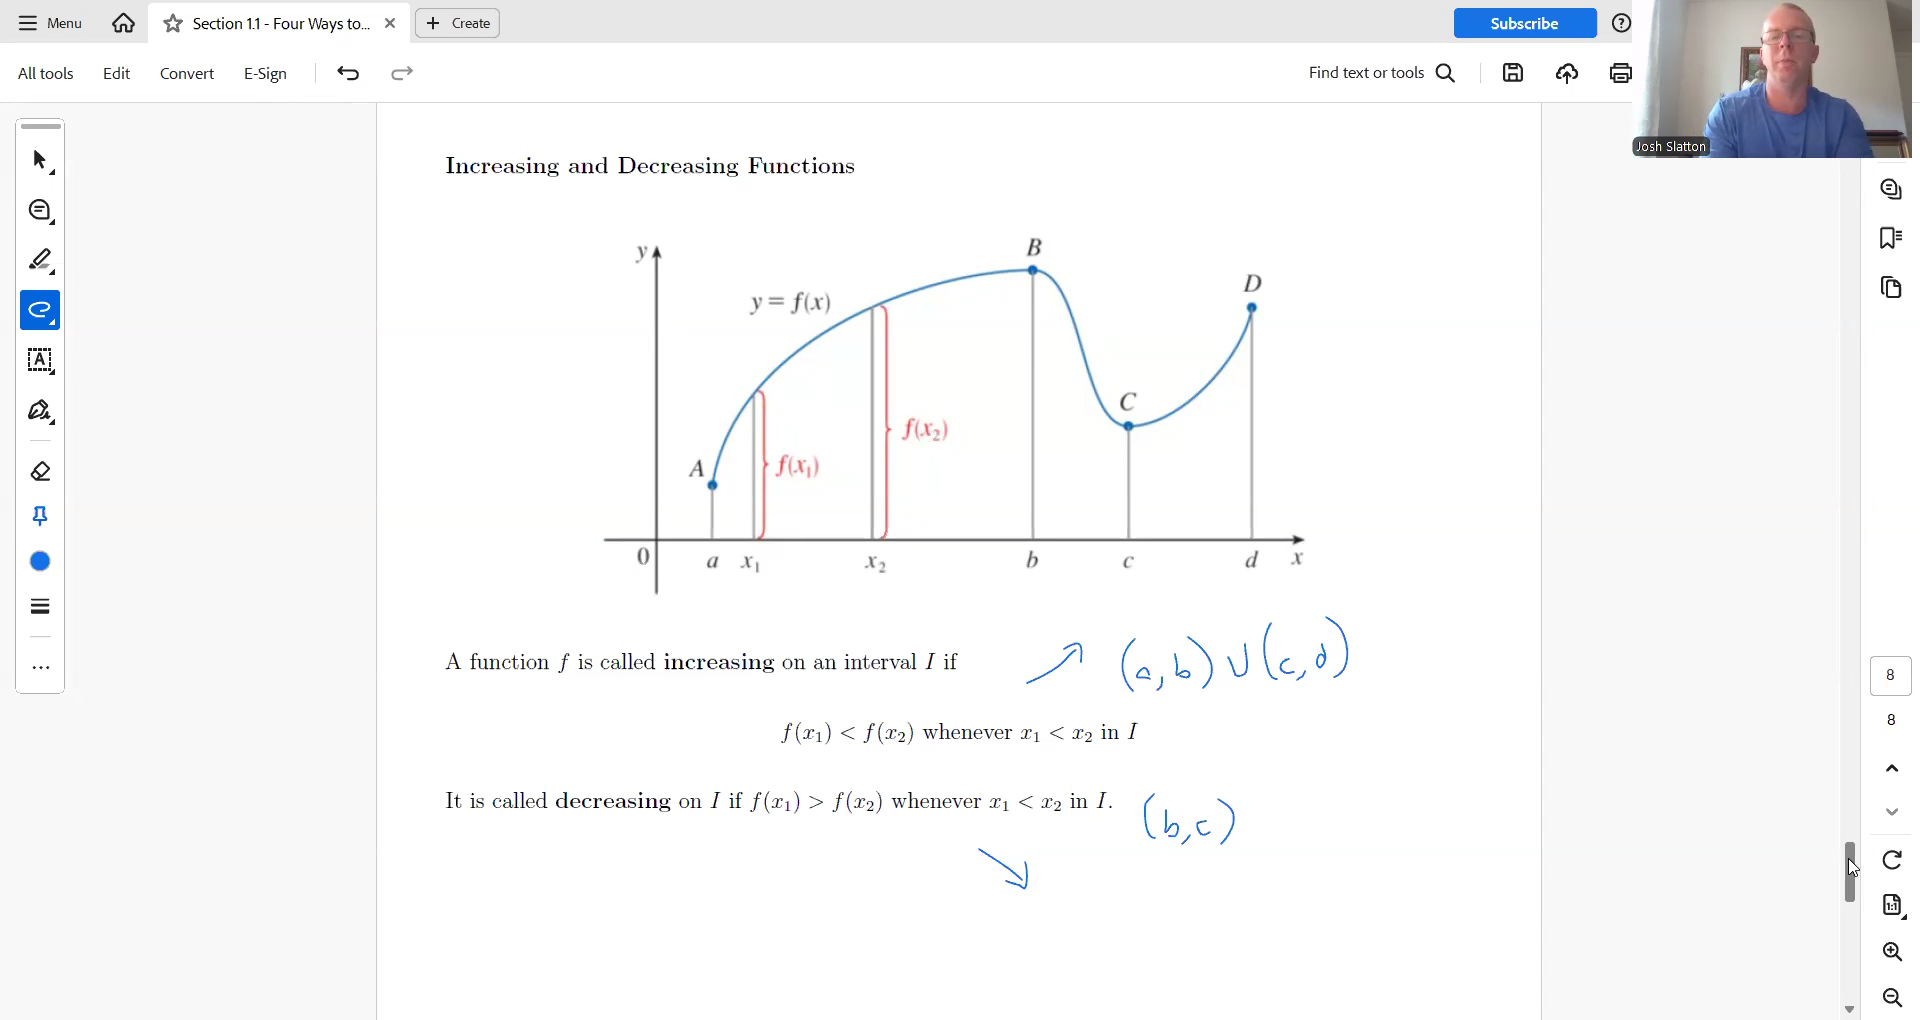 Menu
Section 1.1 - Four Ways to...
Create
Subscribe
All tools
Edit
Convert
E-Sign
Find text or tools
Josh Slatton
Increasing and Decreasing Functions
y
B
D
y = f(x)
C
f(x₂)
A
f(x₁)
0 a x₁ x₂ b c d x
(a, b) ∪ (c, d)
A function f is called increasing on an interval I if
f(x₁) < f(x₂) whenever x₁ < x₂ in I
It is called decreasing on I if f(x₁) > f(x₂) whenever x₁ < x₂ in I.
(b, c)
8
8